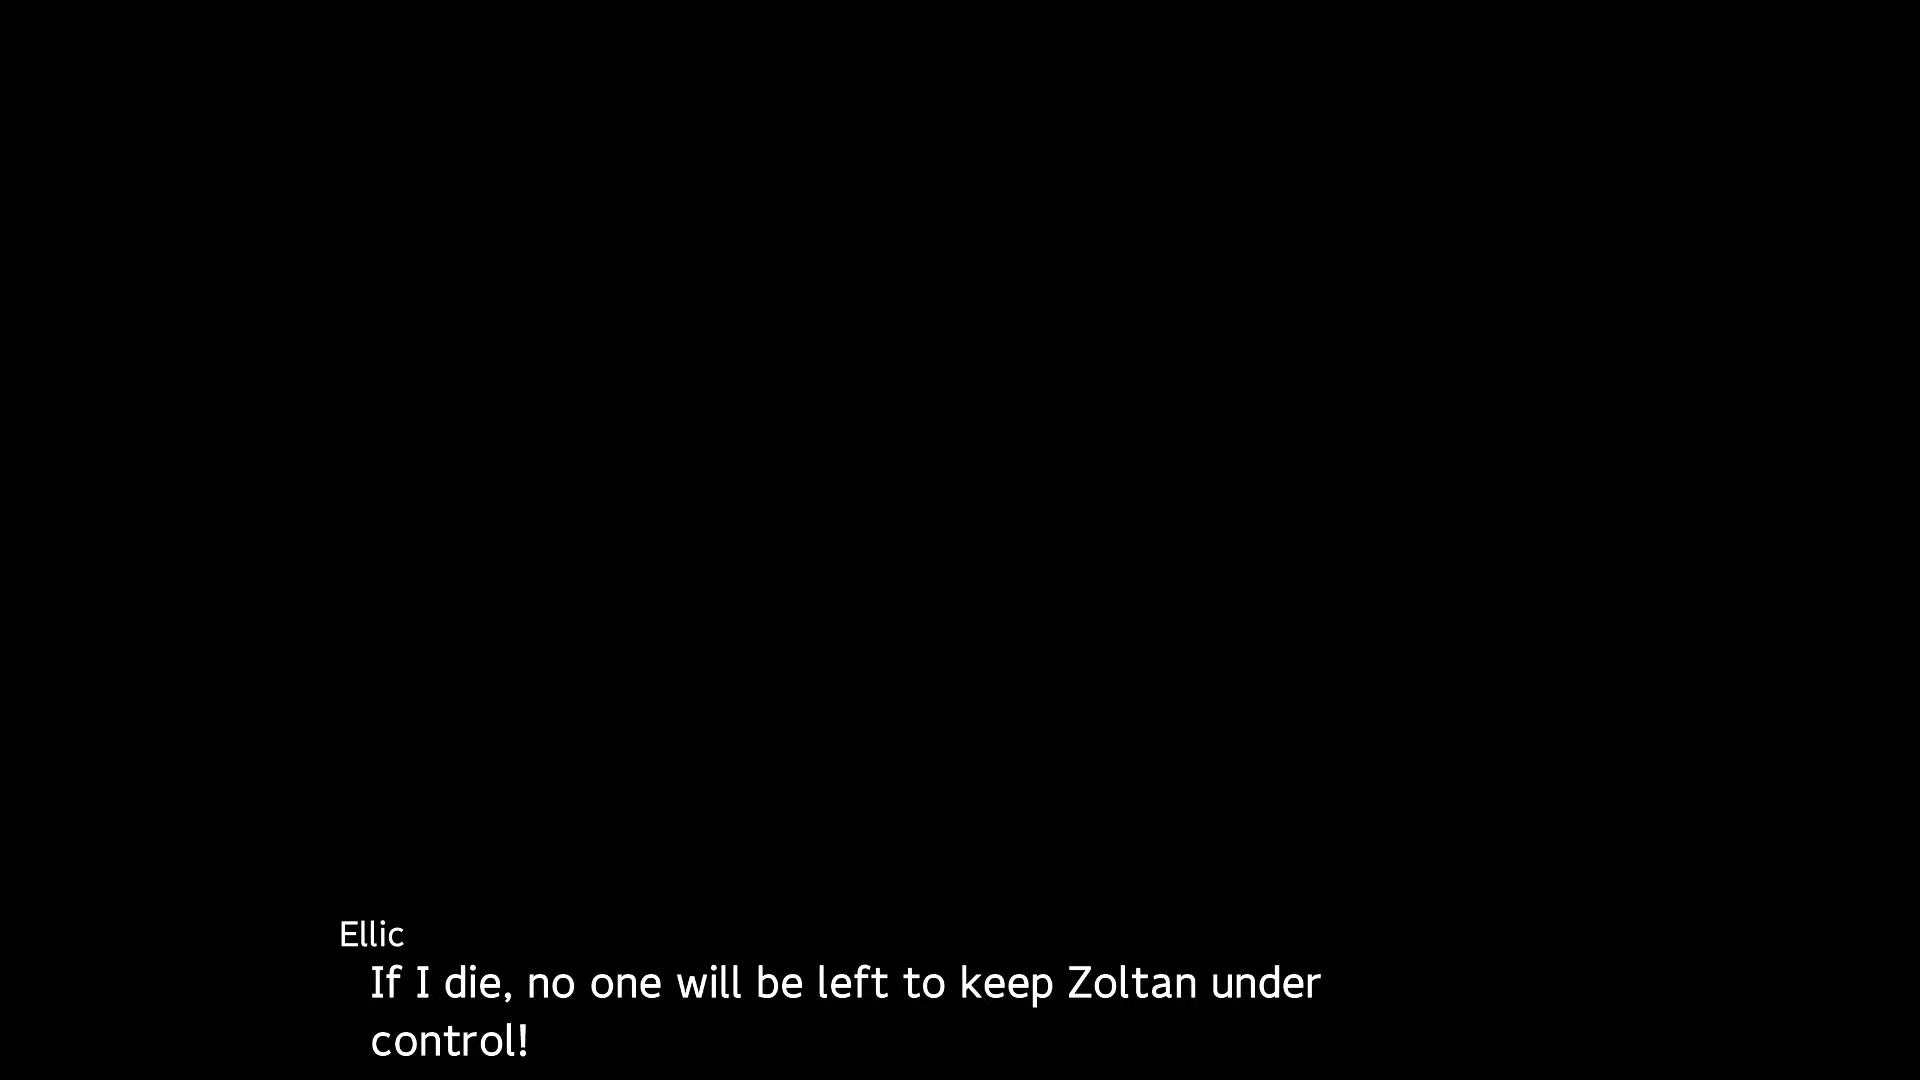 Ellic
If I die, no one will be left to keep Zoltan under
control!